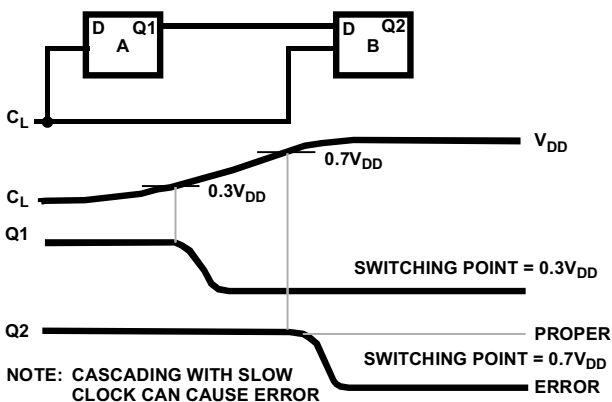 D Q1
A
D Q2
B
CL
VDD
0.7VDD
0.3VDD
CL
Q1
SWITCHING POINT = 0.3VDD
Q2
PROPER
SWITCHING POINT = 0.7VDD
ERROR
NOTE: CASCADING WITH SLOW
CLOCK CAN CAUSE ERROR